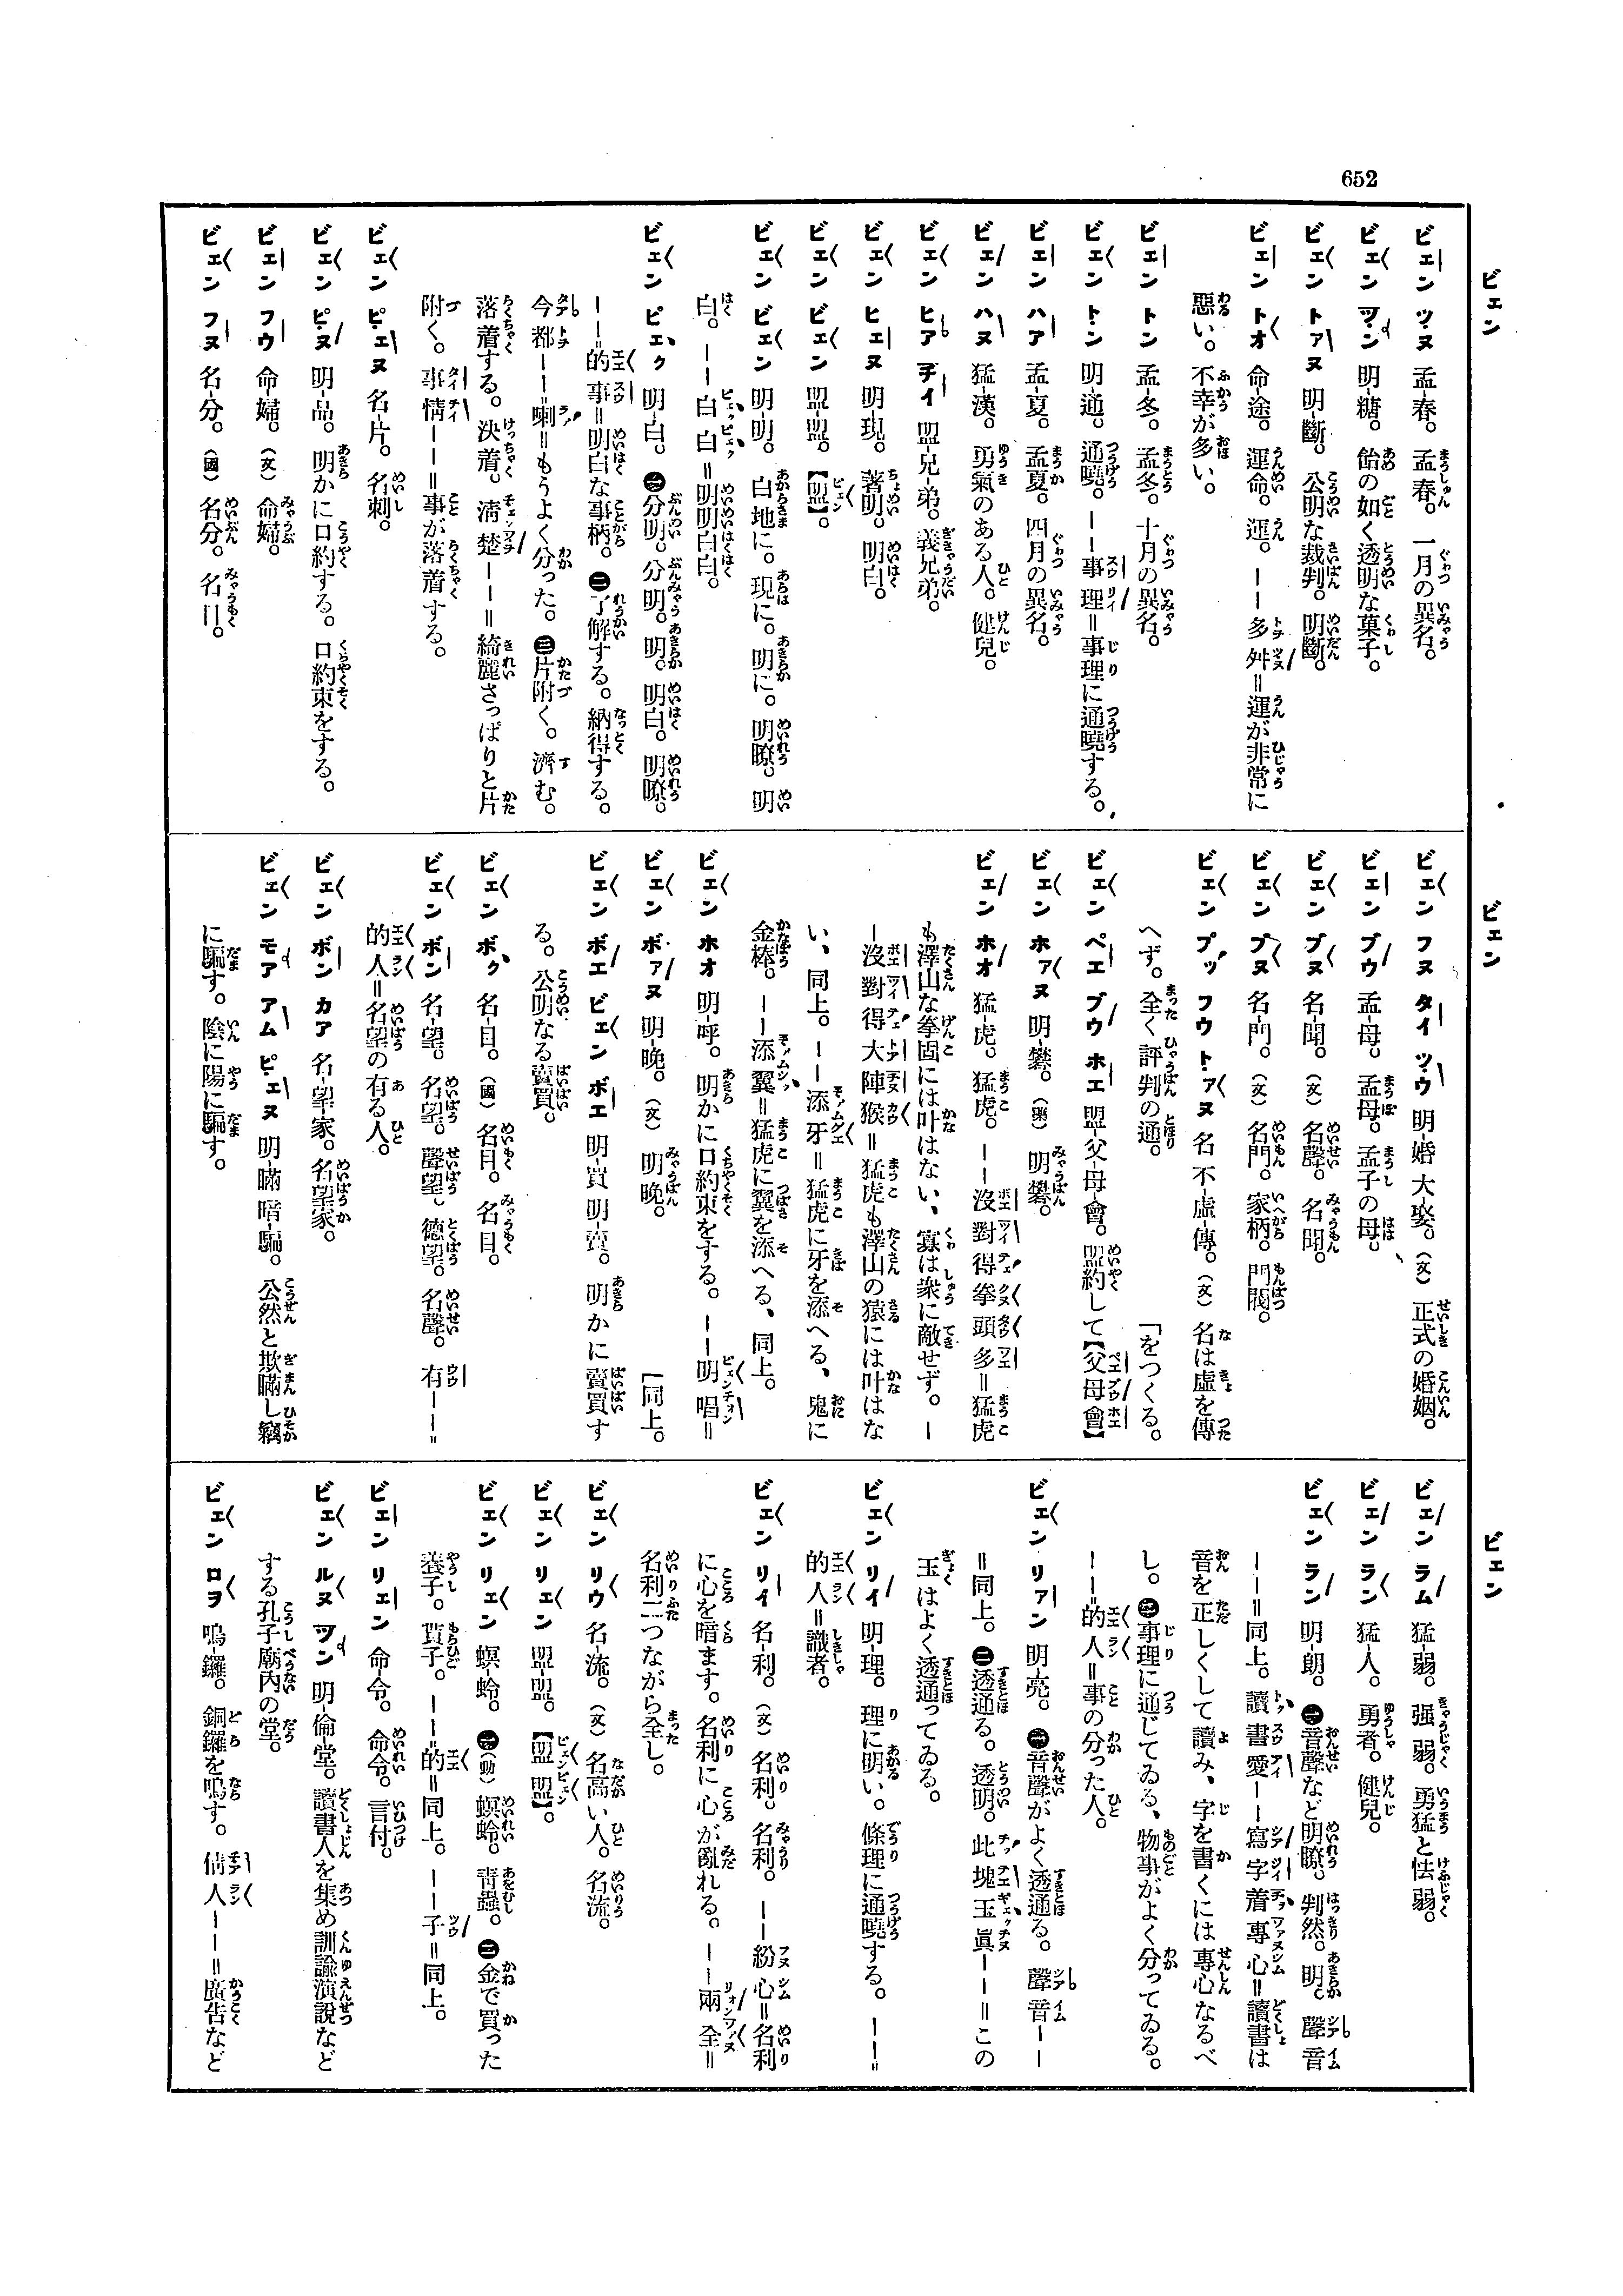 652
ビェン
ビェン ツヌ 孟-春。 孟春。 一月の異名。
ビェン ツン 明-糖。 飴の如く透明な菓子。
ビェン トァヌ 明-斷。 公明な裁判。 明斷。
ビェン トオ 命-途。 運命。 運。 ーー多舛=運が非常に
惡い。 不幸が多い。
ビェン トン 孟-冬。 孟冬。 十月の異名。
ビェン トン 明-通。 通曉。 ーー事理=事理に通曉する。
ビェン ハァ 孟-夏。 孟夏。 四月の異名。
ビェン ハヌ 猛-漢。 勇氣のある人。 健兒。
ビェン ヒア チイ 盟-兄-弟。 義兄弟。
ビェン ヒェヌ 明-現。 著明。 明白。
ビェン ビェン 盟-盟。 【盟】。
ビェン ビェン 明-明。 白地に。 現に。 明に。 明瞭。 明
白。 ーー白白=明明白白。
ビェン ピェク 明-白。 ㊀分明。 分明。 明。 明白。 明瞭。
ーー的事=明白な事柄。 ㊁了解する。 納得する。
今都ーー喇=もうよく分った。 ㊂片附く。 濟む。
落着する。 決着。 淸楚ーー=綺麗さっぱりと片
附く。 事情ーー=事が落着する。
ビェン ピェヌ 名-片。 名刺。
ビェン ピヌ 明-品。 明かに口約する。 口約束をする。
ビェン フウ 命-婦。 (文) 命婦。
ビェン フヌ 名-分。 (國) 名分。 名目。
ビェン
ビェン フヌ タイ ツウ 明-婚 大-娶。 (文) 正式の婚姻。
ビェン ブウ 孟-母。 孟母。 孟子の母。
ビェン ブヌ 名-聞。 (文) 名聲。 名聞。
ビェン ブヌ 名-門。 (文) 名門。 家柄。 門閥。
ビェン プッ フウ トァヌ 名 不-虛-傳。 (文) 名は虛を傳
へず。 全く評判の通。 「をつくる。
ビェン ペエ ブウ ホエ 盟-父-母-會。 盟約して【父母會】
ビェン ホァヌ 明-礬。 (藥) 明礬。
ビェン ホオ 猛-虎。 猛虎。 ーー沒對得拳頭多=猛虎
も澤山な拳固には叶はない、寡は衆に敵せず。 ー
ー沒對得大陣猴=猛虎も澤山の猿には叶はな
い、同上。 ーー添牙=猛虎に牙を添へる、鬼に
金棒。 ーー添翼=猛虎に翼を添へる、同上。
ビェン ホオ 明-呼。 明かに口約束をする。 ーー明唱=
ビェン ボァヌ 明-晚。 (文) 明晚。 「同上。
ビェン ボエ ビェン ボエ 明-買 明-賣。 明かに賣買す
る。 公明なる賣買。
ビェン ボク 名-目。 (國) 名目。 名目。
ビェン ボン 名-望。 名望。 聲望。 德望。 名聲。 有ーー=
的人=名望の有る人。
ビェン ボン カア 名-望-家。 名望家。
ビェン モア アム ピェヌ 明-瞞 暗-騙。 公然と欺瞞し竊
に騙す。 陰に陽に騙す。
ビェン
ビェン ラム 猛-弱。 强弱。 勇猛と怯弱。
ビェン ラン 猛-人。 勇者。 健兒。
ビェン ラン 明-朗。 ㊀音聲など明瞭。 判然。 明。 聲音
ーー=同上。 讀書愛ーー寫字着專心=讀書は
音を正しくして讀み、字を書くには專心なるべ
し。 ㊁事理に通じてゐる、物事がよく分ってゐる。
ーー的人=事の分った人。
ビェン リァン 明-亮。 ㊀音聲がよく透通る。 聲音ーー
=同上。 ㊁透通る。 透明。 此塊玉眞ーー=この
玉はよく透通ってゐる。
ビェン リイ 明-理。 理に明い。 條理に通曉する。 ーー=
的人=識者。
ビェン リイ 名-利。 (文) 名利。 名利。 ーー紛心=名利
に心を暗ます。 名利に心が亂れる。 ーー兩全=
名利二つながら全し。
ビェン リウ 名-流。 (文) 名高い人。 名流。
ビェン リェン 盟-盟。 【盟盟】。
ビェン リェン 螟-蛉。 ㊀(動) 螟蛉。 靑蟲。 ㊁金で買った
養子。 貰子。 ーー的=同上。 ーー子=同上。
ビェン リェン 命-令。 命令。 言付。
ビェン ルヌ ツン 明-倫-堂。 讀書人を集め訓諭演說など
する孔子廟內の堂。
ビェン ロヲ 鳴-鑼。 銅鑼を鳴す。 倩人ーー=廣告など